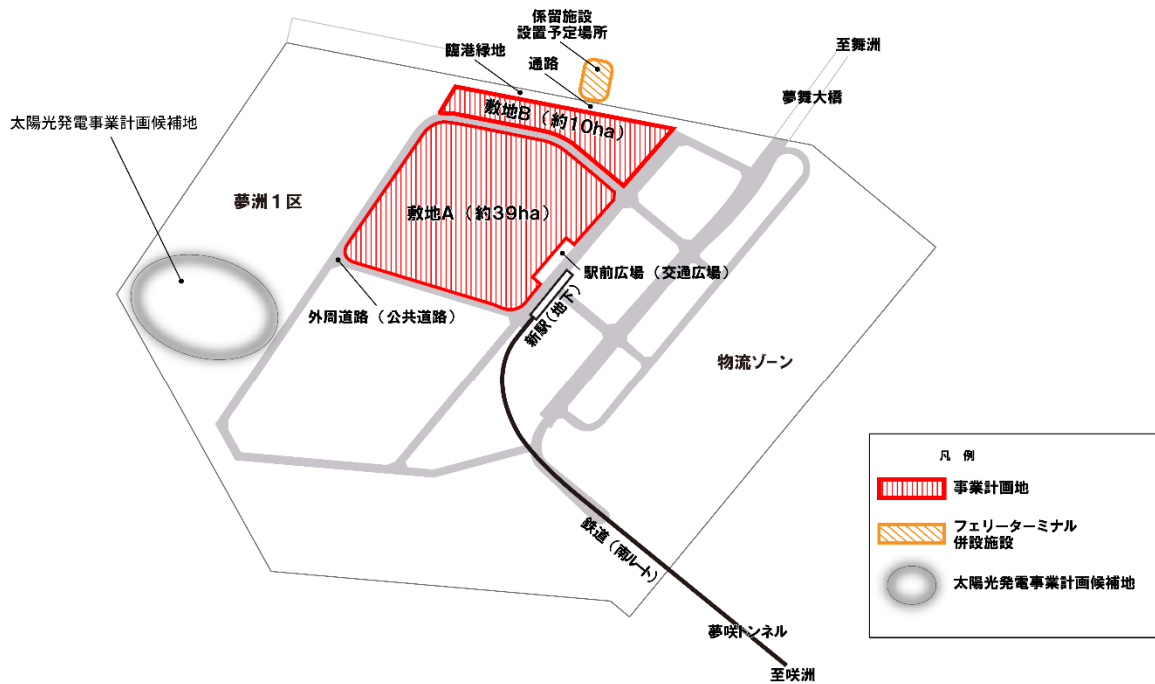 係留施設
設置予定場所
至舞洲
臨港緑地
通路
夢舞大橋
太陽光発電事業計画候補地
敷地B（約10ha）
夢洲1区
敷地A（約39ha）
駅前広場（交通広場）
外周道路（公共道路）
新駅（地下）
物流ゾーン
凡 例
事業計画地
フェリーターミナル
併設施設
太陽光発電事業計画候補地
鉄道（南ルート）
夢咲トンネル
至咲洲